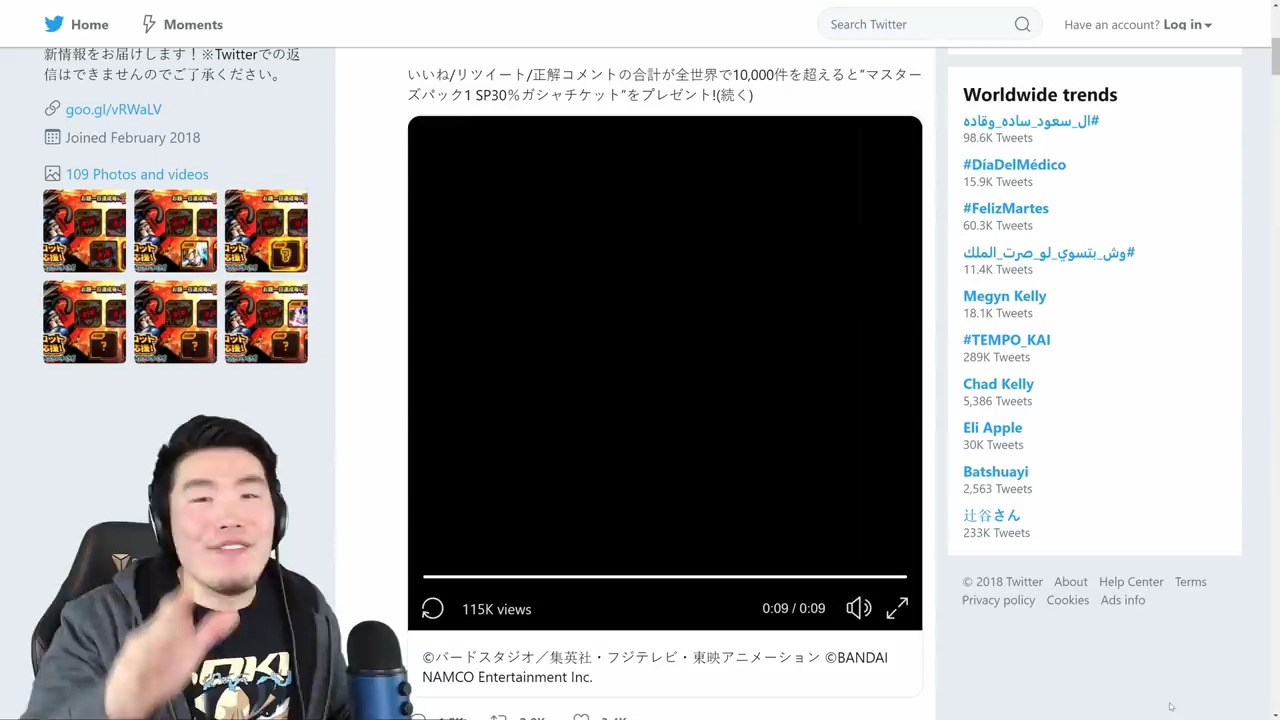 Home
Moments
Search Twitter
Have an account? Log in
新情報をお届けします！※Twitterでの返
信はできませんのでご了承ください。
goo.gl/vRWaLV
Joined February 2018
109 Photos and videos
いいね/リツイート/正解コメントの合計が全世界で10,000件を超えると“マスター
ズパック1 SP30％ガシャチケット”をプレゼント!(続く)
115K views
0:09 / 0:09
©バードスタジオ／集英社・フジテレビ・東映アニメーション ©BANDAI
NAMCO Entertainment Inc.
Worldwide trends
#ال_سعود_ساده_وقاده
98.6K Tweets
#DíaDelMédico
15.9K Tweets
#FelizMartes
60.3K Tweets
#وش_بتسوي_لو_صرت_الملك
11.4K Tweets
Megyn Kelly
18.1K Tweets
#TEMPO_KAI
289K Tweets
Chad Kelly
5,386 Tweets
Eli Apple
30K Tweets
Batshuayi
2,563 Tweets
辻谷さん
233K Tweets
© 2018 Twitter About Help Center Terms
Privacy policy Cookies Ads info